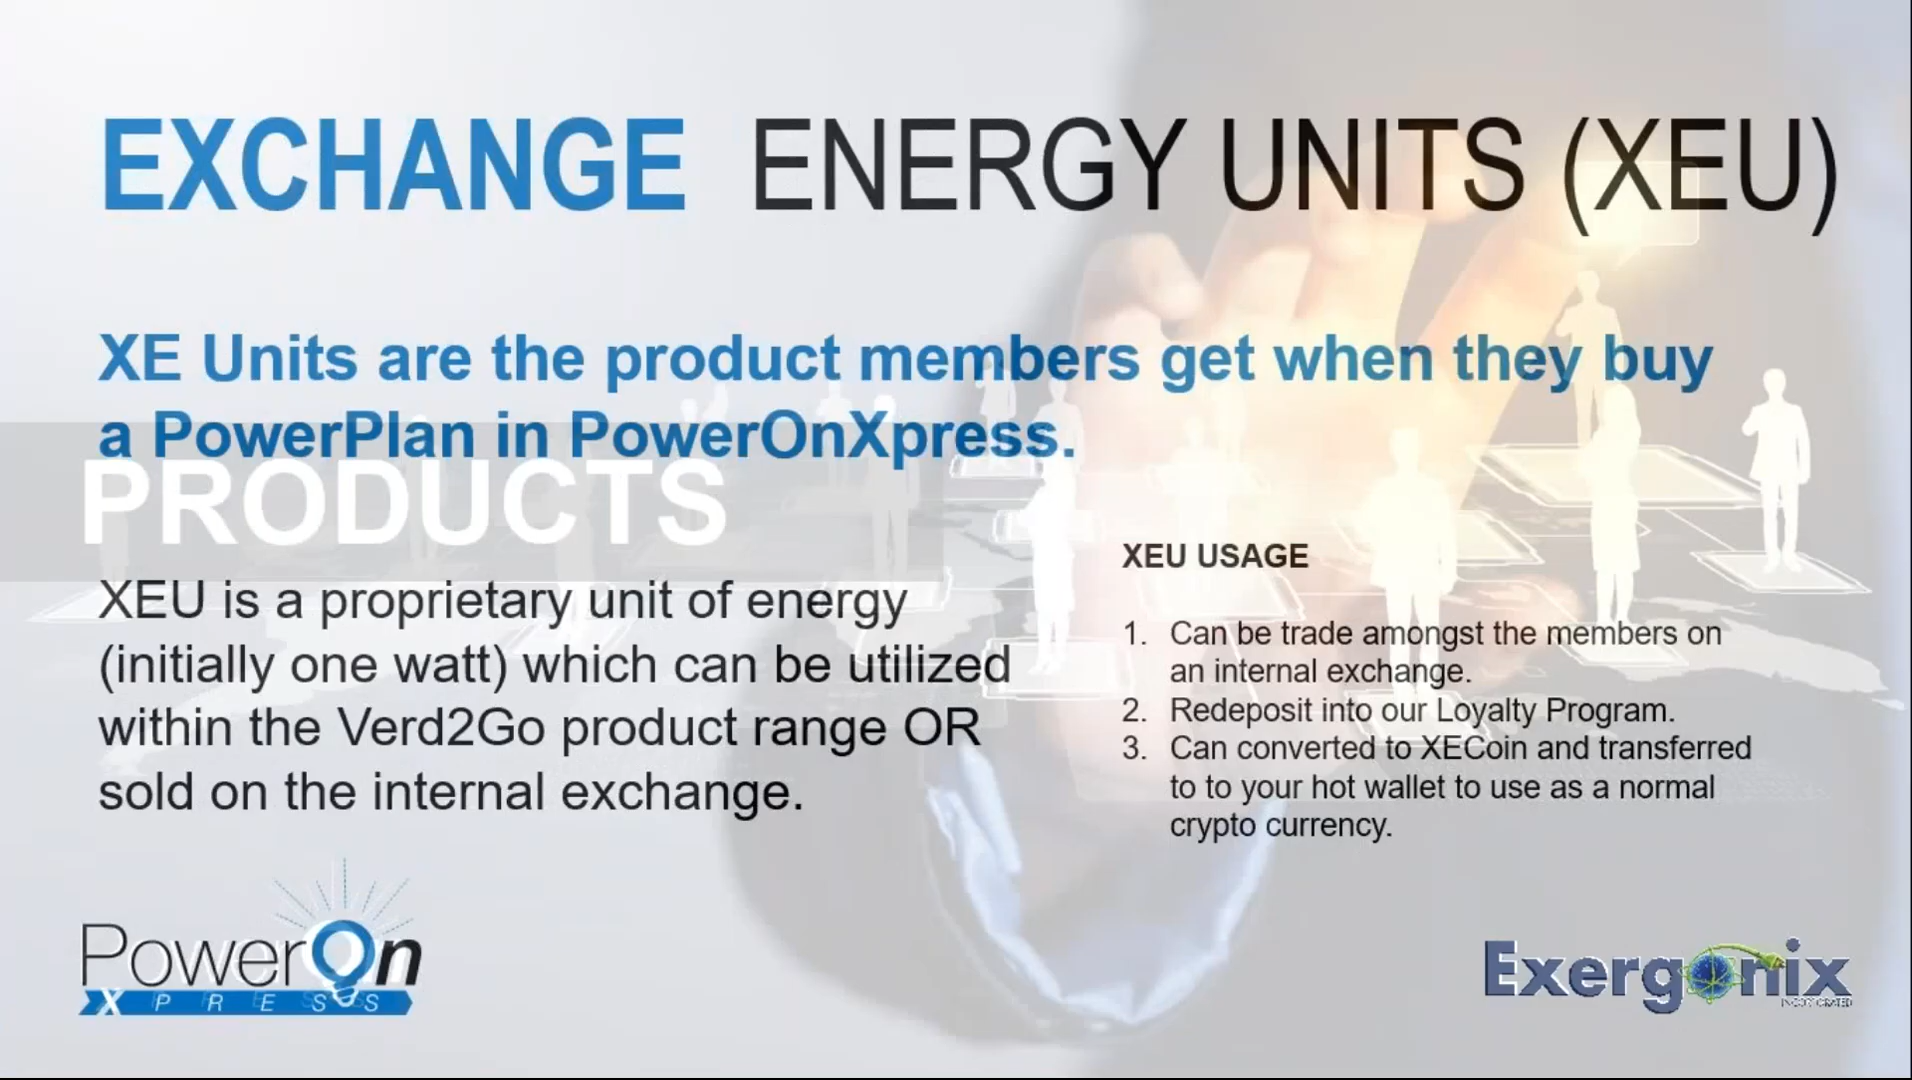 EXCHANGE ENERGY UNITS (XEU)
XE Units are the product members get when they buy
a PowerPlan in PowerOnXpress.
PRODUCTS
XEU is a proprietary unit of energy
(initially one watt) which can be utilized
within the Verd2Go product range OR
sold on the internal exchange.
XEU USAGE
1. Can be trade amongst the members on
an internal exchange.
2. Redeposit into our Loyalty Program.
3. Can converted to XECoin and transferred
to to your hot wallet to use as a normal
crypto currency.
PowerOn
XPRESS
Exergonix
INCORPORATED